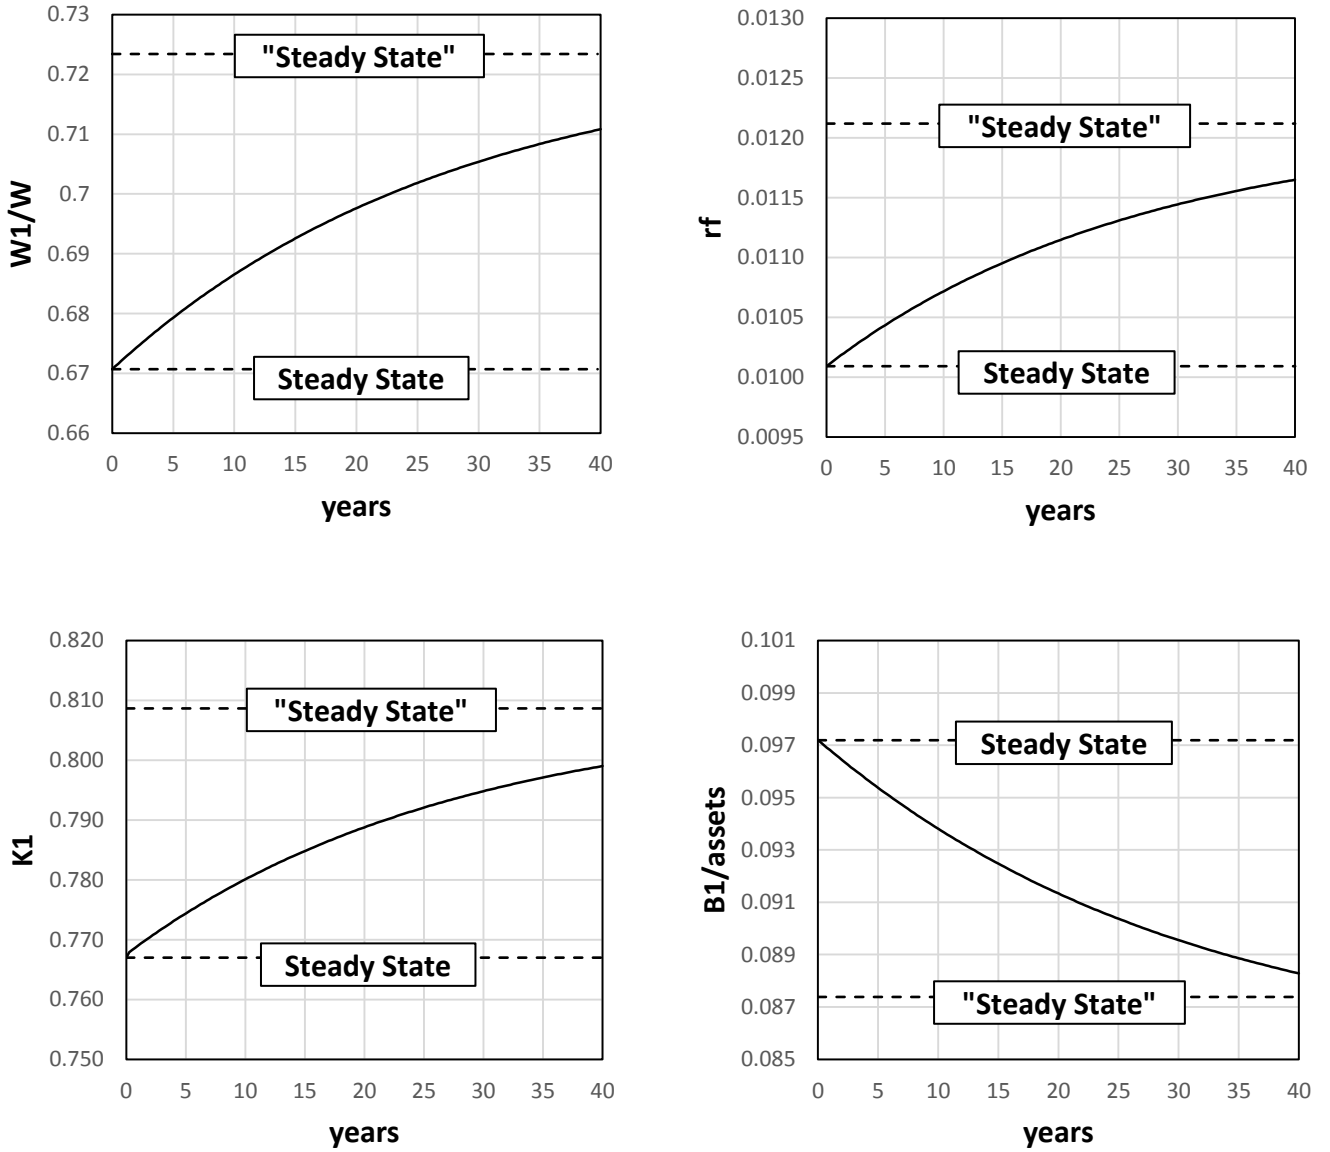 0.73
0.72
0.71
0.7
0.69
0.68
0.67
0.66
W1/W
"Steady State"
Steady State
0 5 10 15 20 25 30 35 40
years
0.0130
0.0125
0.0120
0.0115
0.0110
0.0105
0.0100
0.0095
rf
"Steady State"
Steady State
0 5 10 15 20 25 30 35 40
years
0.820
0.810
0.800
0.790
0.780
0.770
0.760
0.750
K1
"Steady State"
Steady State
0 5 10 15 20 25 30 35 40
years
0.101
0.099
0.097
0.095
0.093
0.091
0.089
0.087
0.085
B1/assets
Steady State
"Steady State"
0 5 10 15 20 25 30 35 40
years